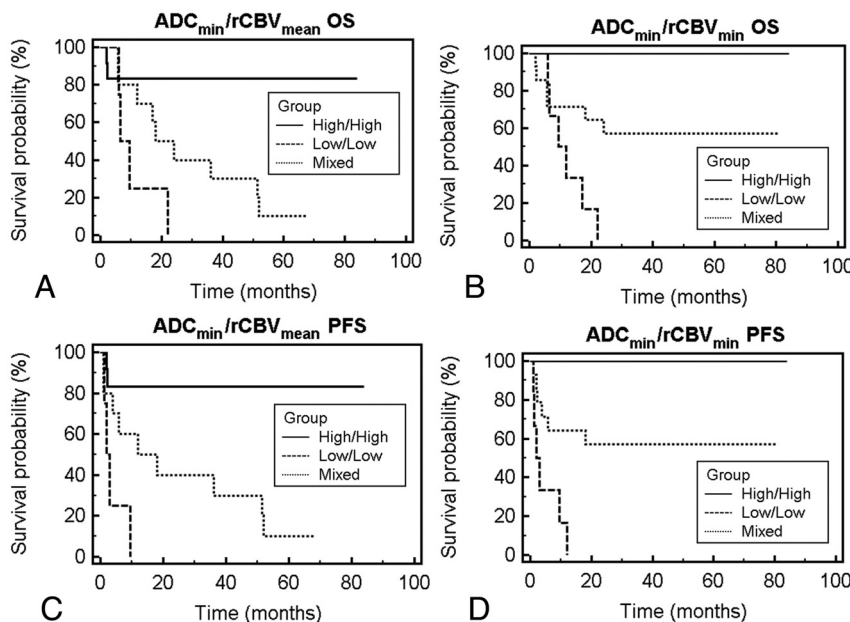 ADCmin/rCBVmean OS
Survival probability (%)
100
80
60
40
20
0
Group
High/High
Low/Low
Mixed
0 20 40 60 80 100
Time (months)
A
ADCmin/rCBVmin OS
Survival probability (%)
100
80
60
40
20
0
Group
High/High
Low/Low
Mixed
0 20 40 60 80 100
Time (months)
B
ADCmin/rCBVmean PFS
Survival probability (%)
100
80
60
40
20
0
Group
High/High
Low/Low
Mixed
0 20 40 60 80 100
Time (months)
C
ADCmin/rCBVmin PFS
Survival probability (%)
100
80
60
40
20
0
Group
High/High
Low/Low
Mixed
0 20 40 60 80 100
Time (months)
D